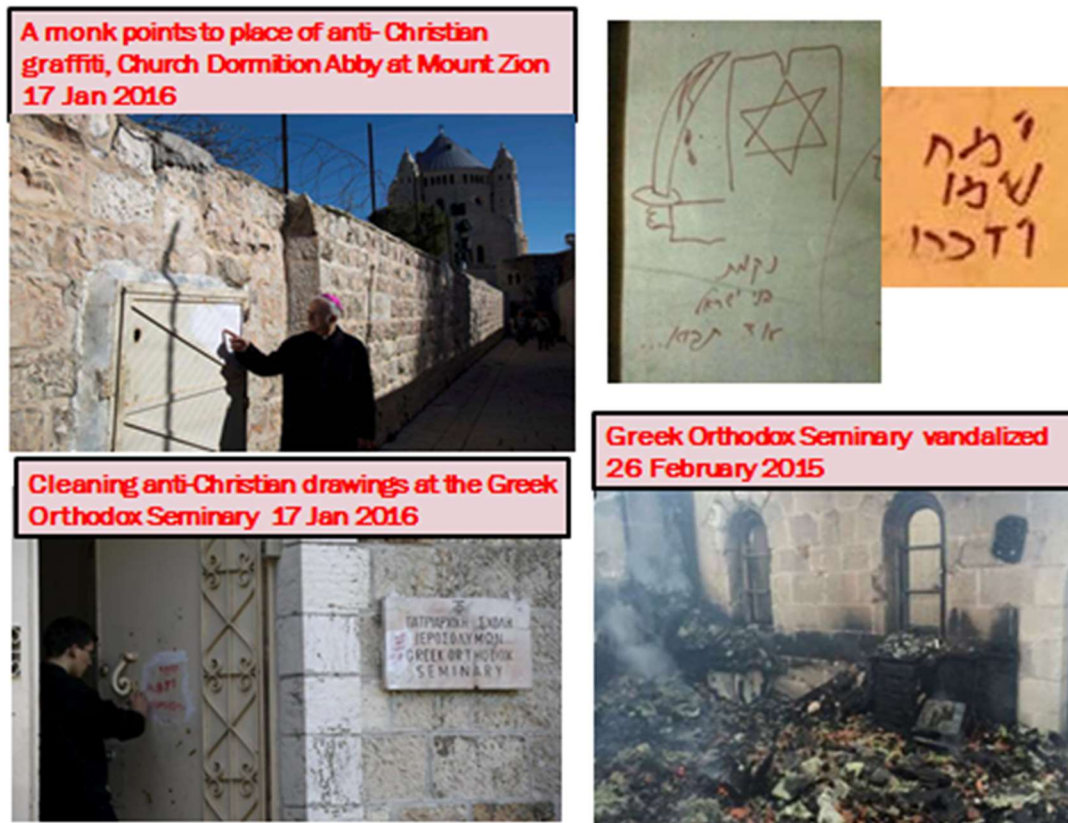 A monk points to place of anti- Christian
graffiti, Church Dormition Abby at Mount Zion
17 Jan 2016
ימח
שמו
וזכרו
נקמת
בני ישראל
עוד תבוא...
Greek Orthodox Seminary vandalized
26 February 2015
Cleaning anti-Christian drawings at the Greek
Orthodox Seminary 17 Jan 2016
ΠΑΤΡΙΑΡΧΙΚΗ ΣΧΟΛΗ
ΙΕΡΟΣΟΛΥΜΩΝ
GREEK ORTHODOX
SEMINARY